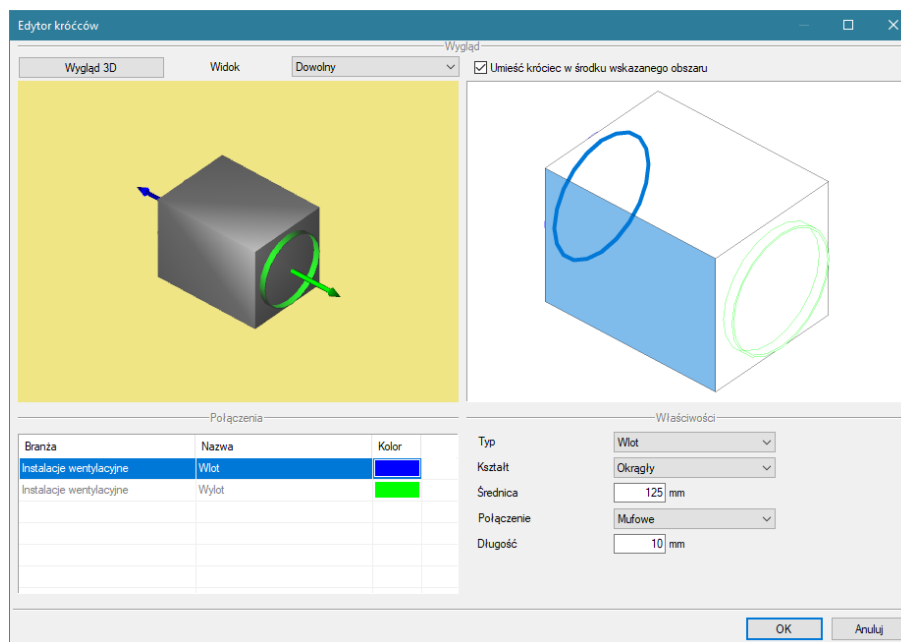 Edytor króćców
Wygląd
Wygląd 3D Widok Dowolny Umieść króciec w środku wskazanego obszaru
Połączenia
Branża Nazwa Kolor
Instalacje wentylacyjne Wlot
Instalacje wentylacyjne Wylot
Właściwości
Typ Wlot
Kształt Okrągły
Średnica 125 mm
Połączenie Mufowe
Długość 10 mm
OK Anuluj